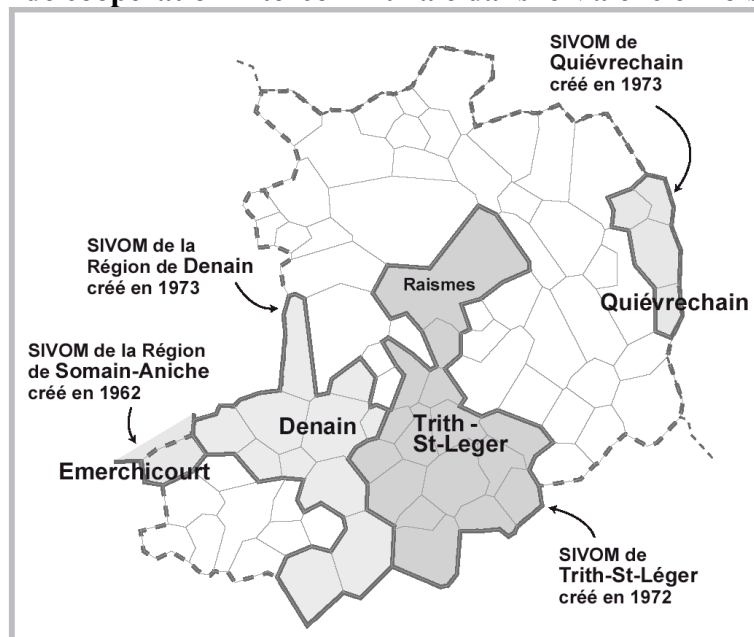 SIVOM de
Quiévrechain
créé en 1973
SIVOM de la
Région de Denain
créé en 1973
Raismes
Quiévrechain
SIVOM de la Région
de Somain-Aniche
créé en 1962
Denain
Trith -
St-Leger
Emerchicourt
SIVOM de
Trith-St-Léger
créé en 1972